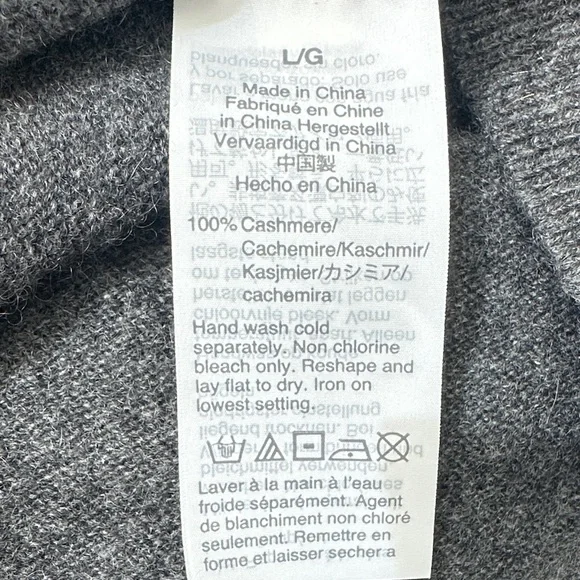 L/G
Made in China
Fabriqué en Chine
in China Hergestellt
Vervaardigd in China
中国製
Hecho en China
100% Cashmere/
Cachemire/Kaschmir/
Kasjmier/カシミア/
cachemira
Hand wash cold
separately. Non chlorine
bleach only. Reshape and
lay flat to dry. Iron on
lowest setting.
Laver à la main à l'eau
froide séparément. Agent
de blanchiment non chloré
seulement. Remettre en
forme et laisser secher a